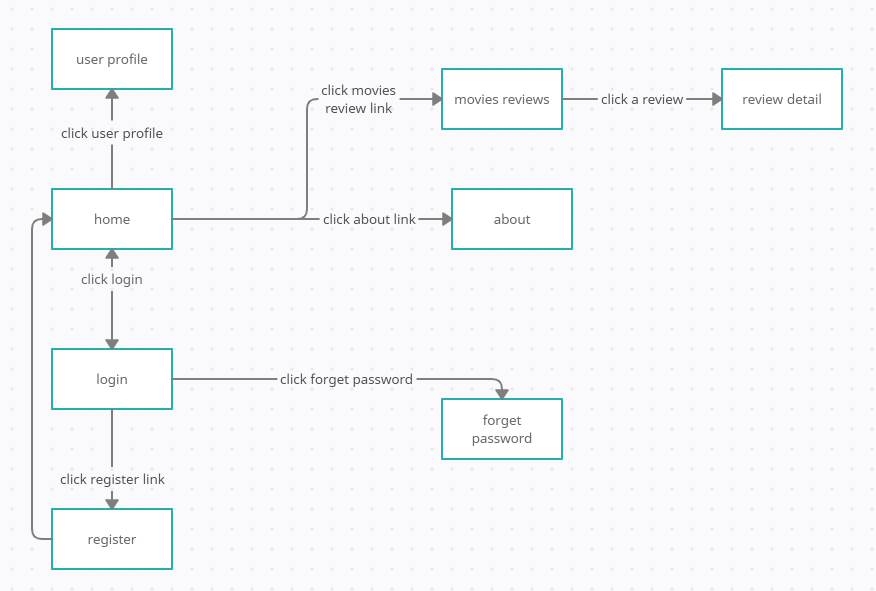 user profile
click user profile
click movies
review link
movies reviews
click a review
review detail
home
click about link
about
click login
login
click forget password
forget
password
click register link
register